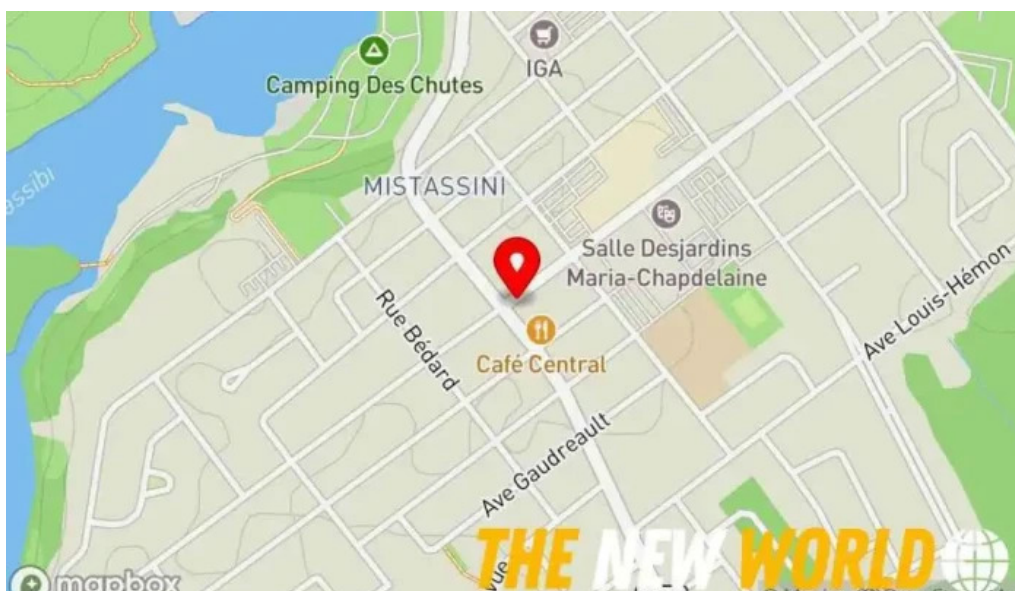 Camping Des Chutes
IGA
assibi
MISTASSINI
Salle Desjardins
Maria-Chapdelaine
Ave Louis-Hémon
Rue Bédard
Café Central
Ave Gaudreault
THE NEW WORLD
mapbox